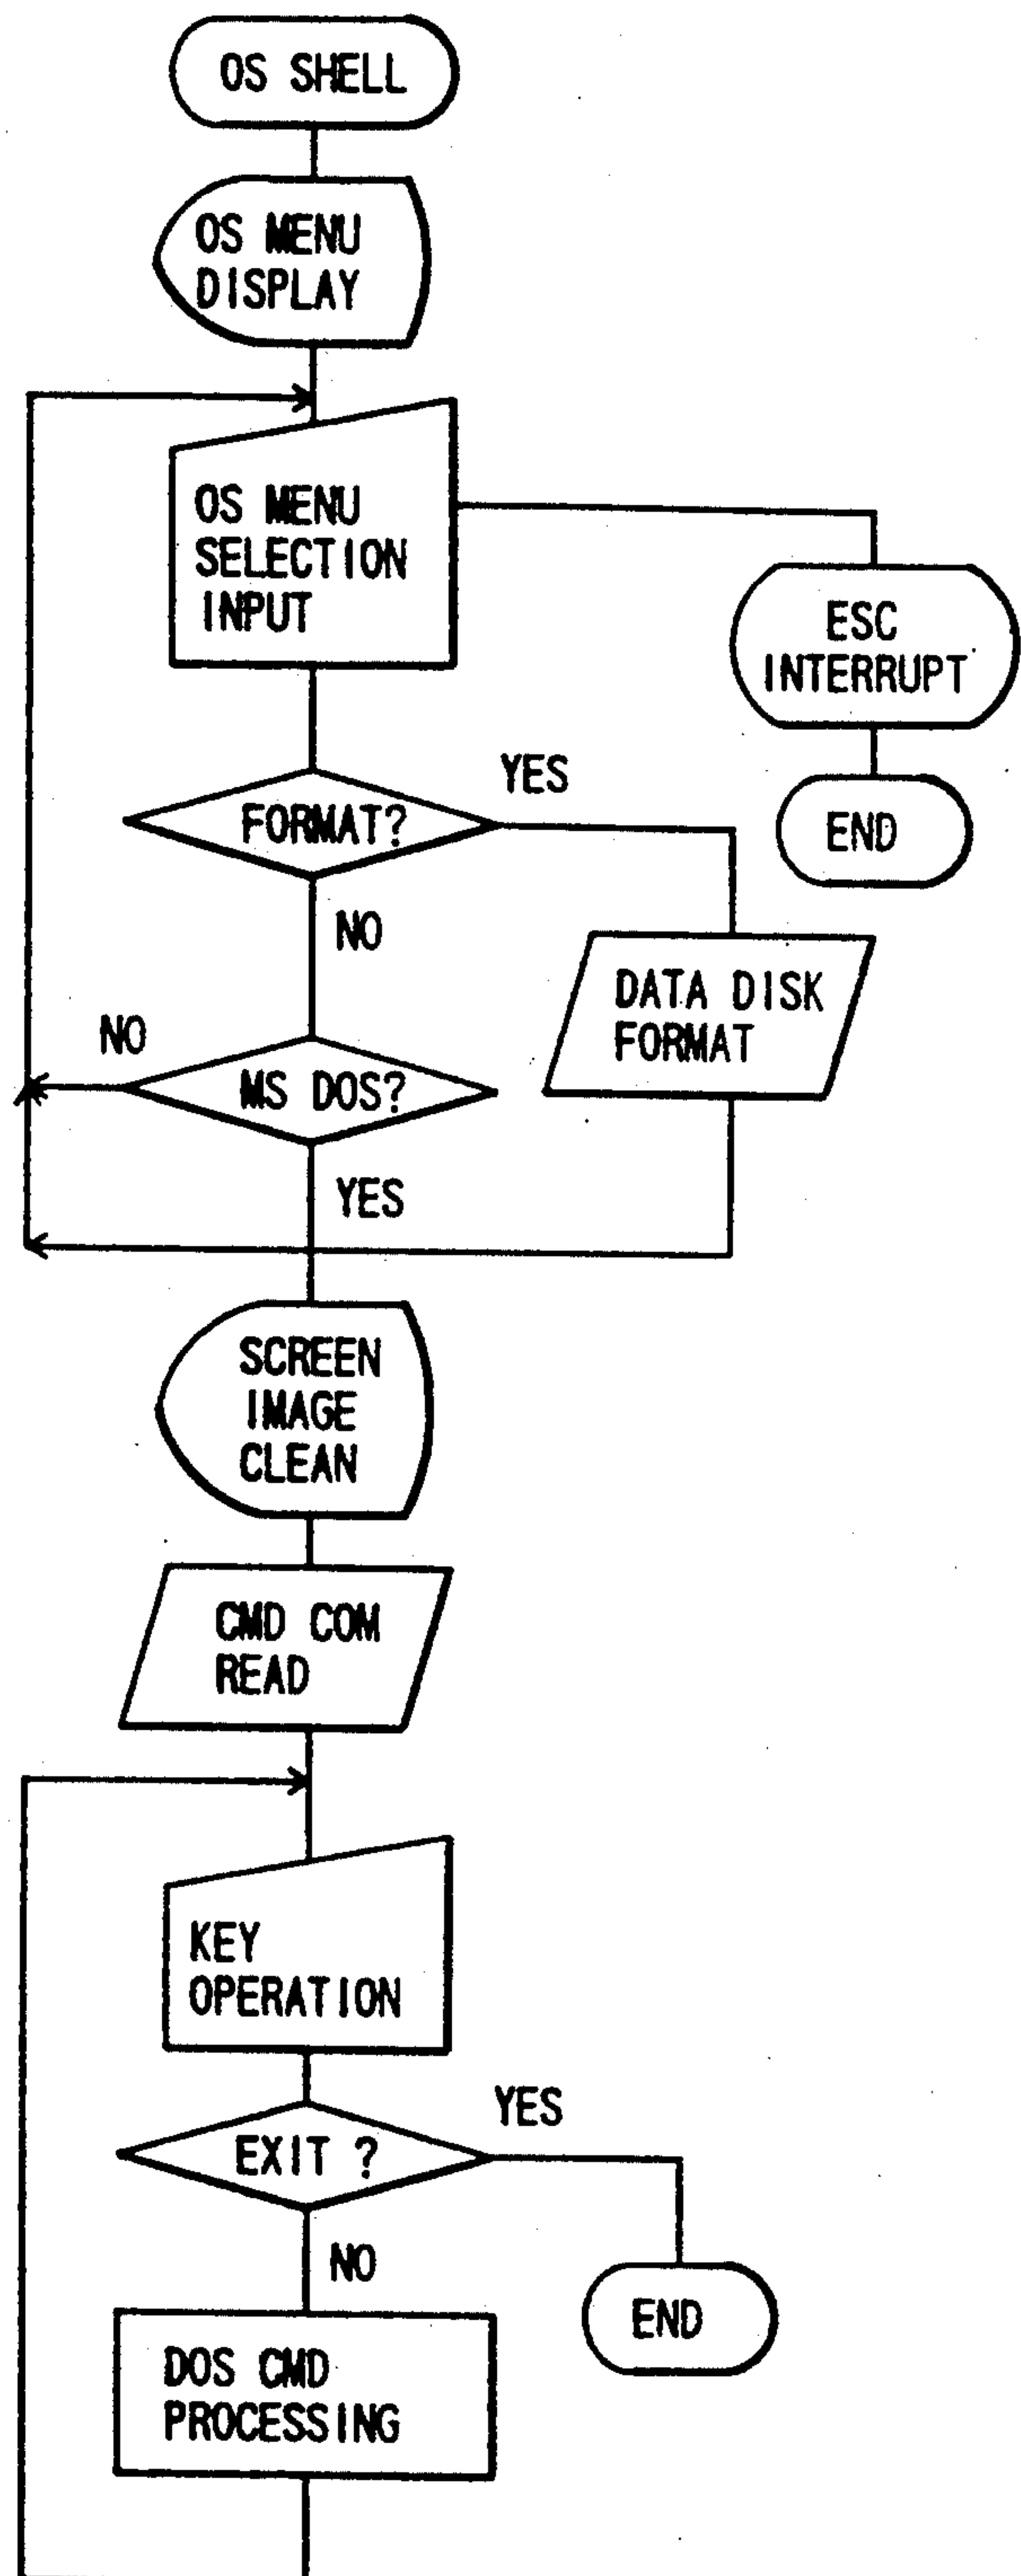 OS SHELL
OS MENU
DISPLAY
OS MENU
SELECTION
INPUT
ESC
INTERRUPT
YES
FORMAT?
END
NO
DATA DISK
FORMAT
NO
MS DOS?
YES
SCREEN
IMAGE
CLEAN
CMD COM
READ
KEY
OPERATION
YES
EXIT ?
NO
END
DOS CMD
PROCESSING